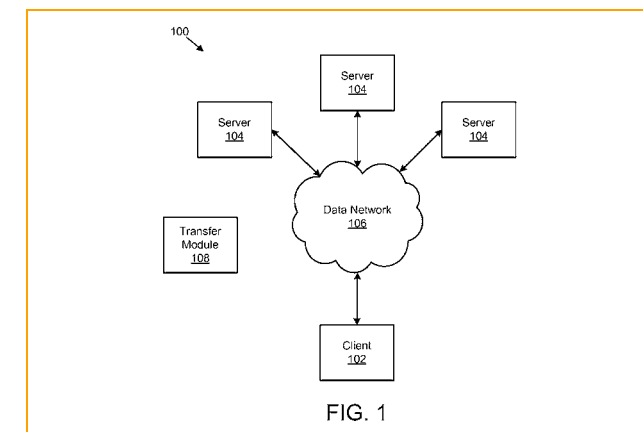 100
Server
104
Server
104
Server
104
Data Network
106
Transfer
Module
108
Client
102
FIG. 1